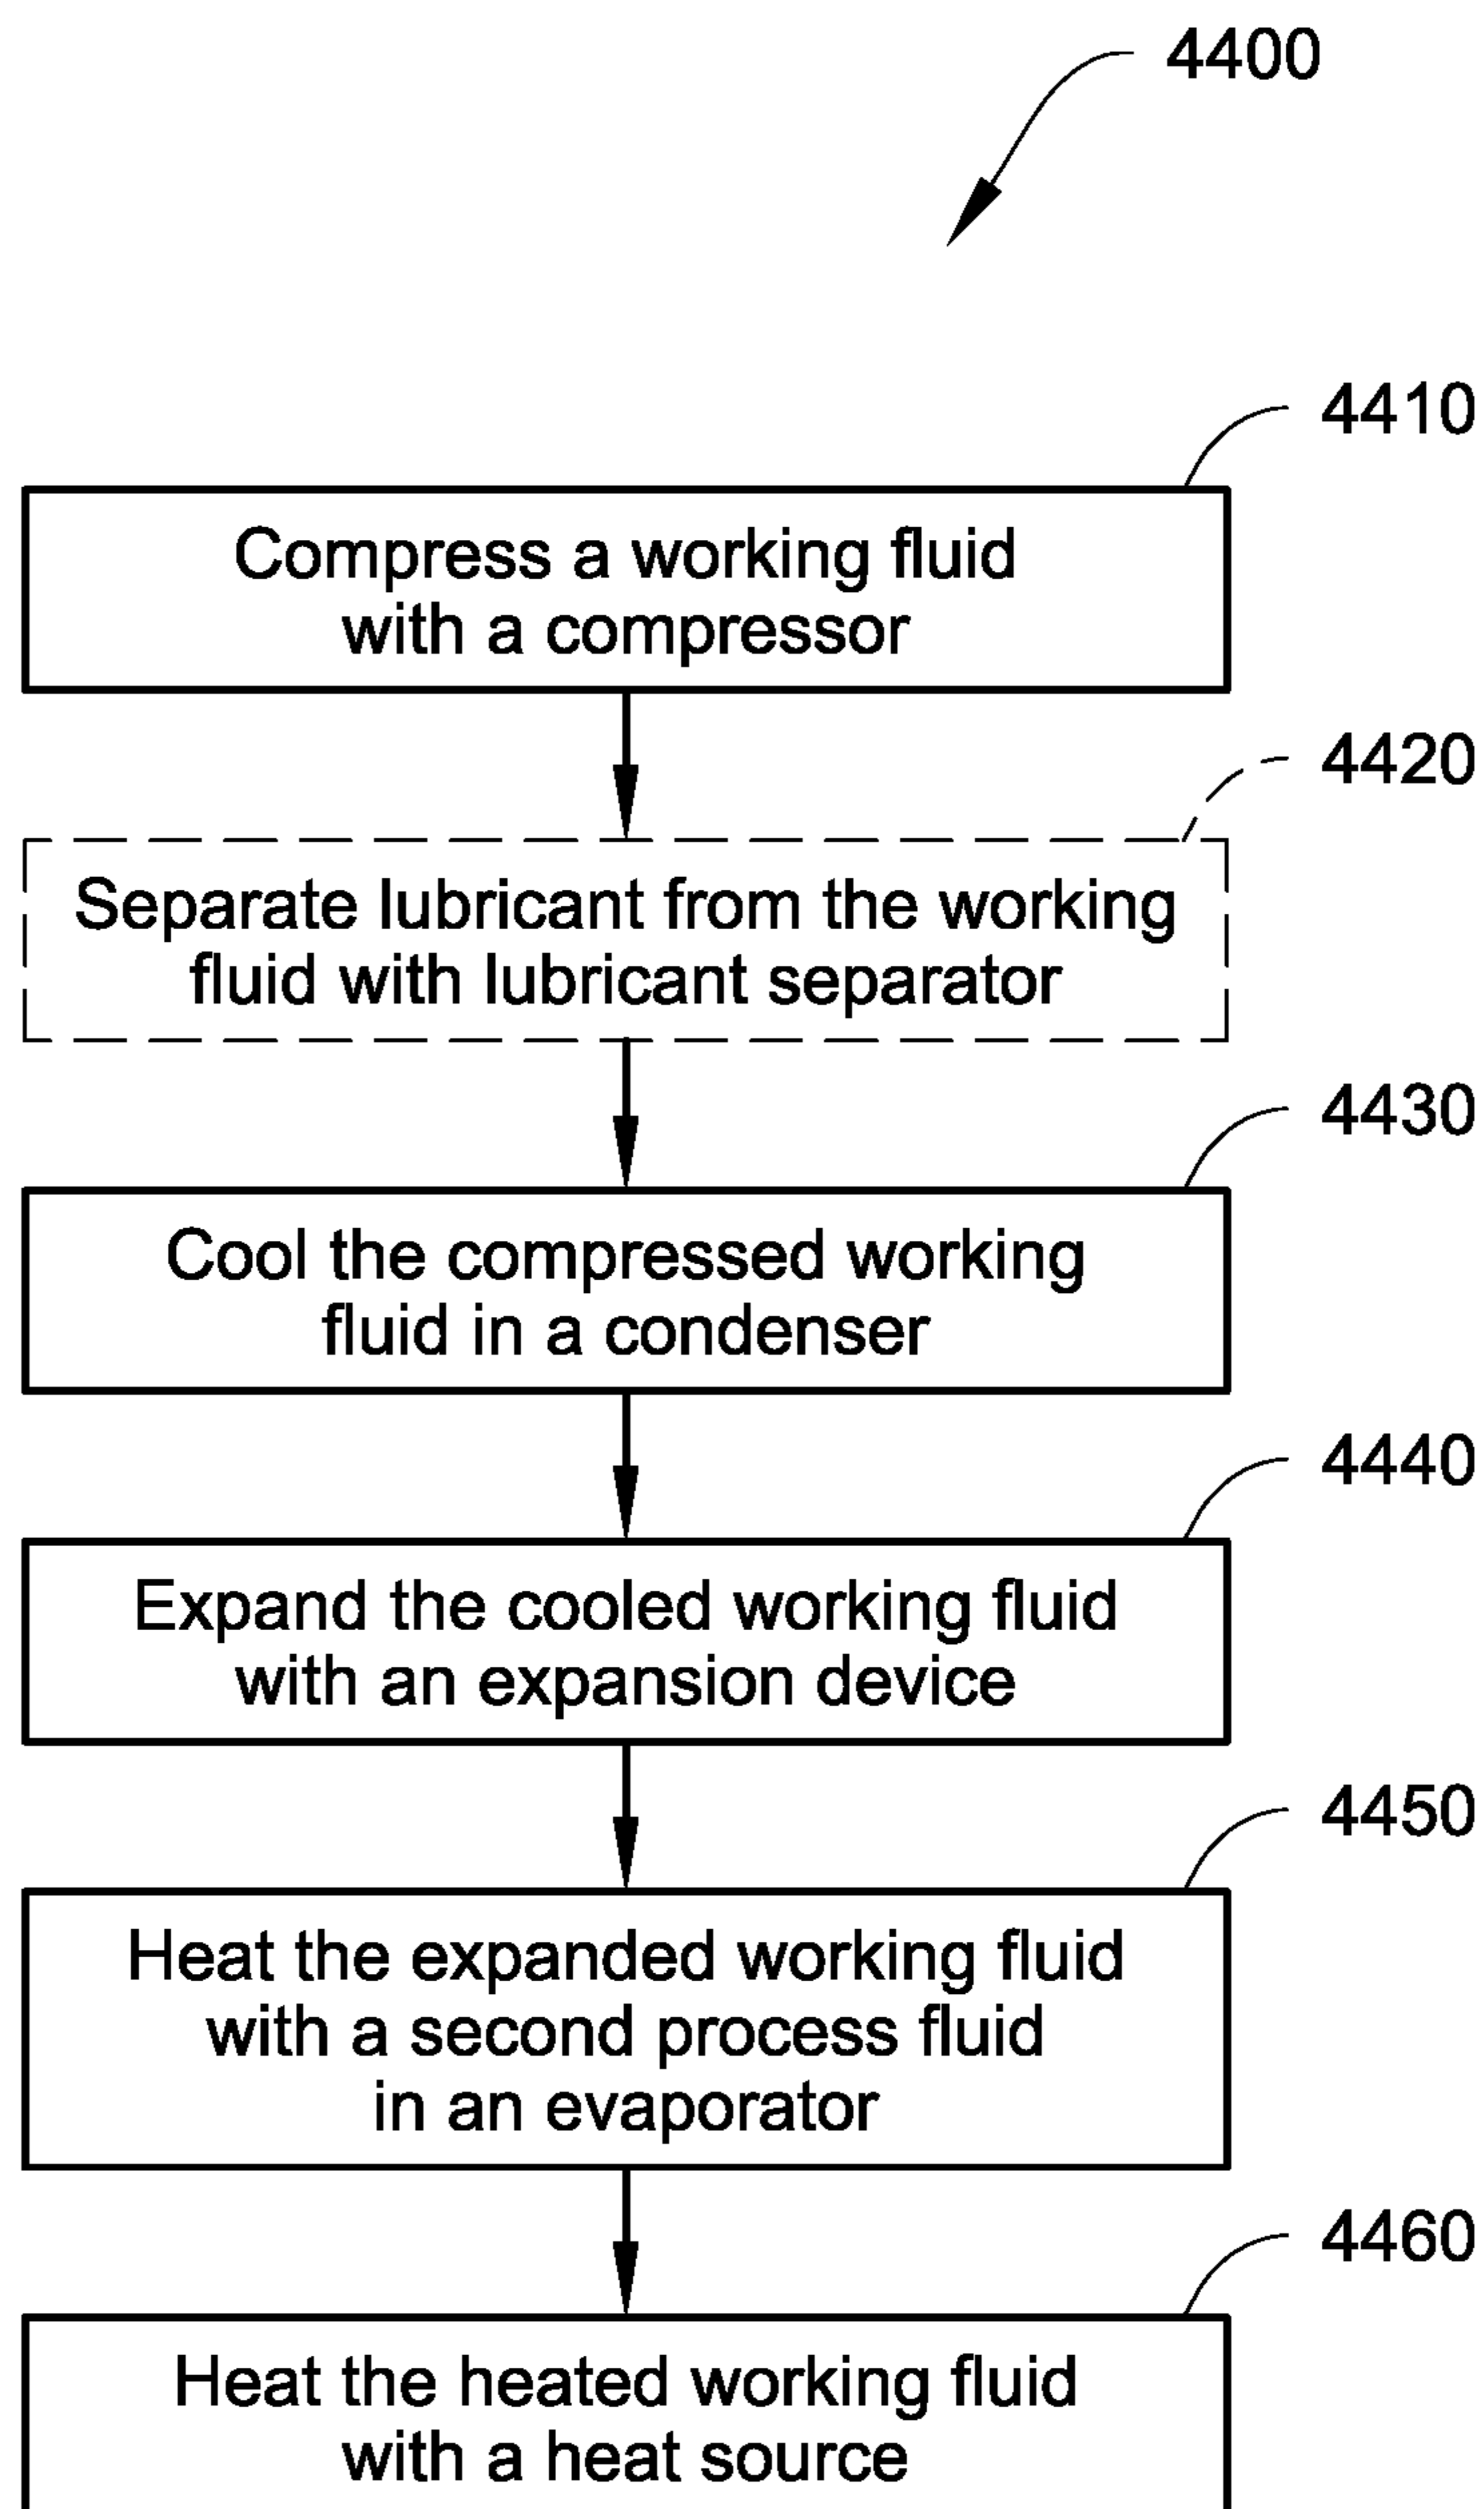 4400
4410
Compress a working fluid
with a compressor
4420
Separate lubricant from the working
fluid with lubricant separator
4430
Cool the compressed working
fluid in a condenser
4440
Expand the cooled working fluid
with an expansion device
4450
Heat the expanded working fluid
with a second process fluid
in an evaporator
4460
Heat the heated working fluid
with a heat source